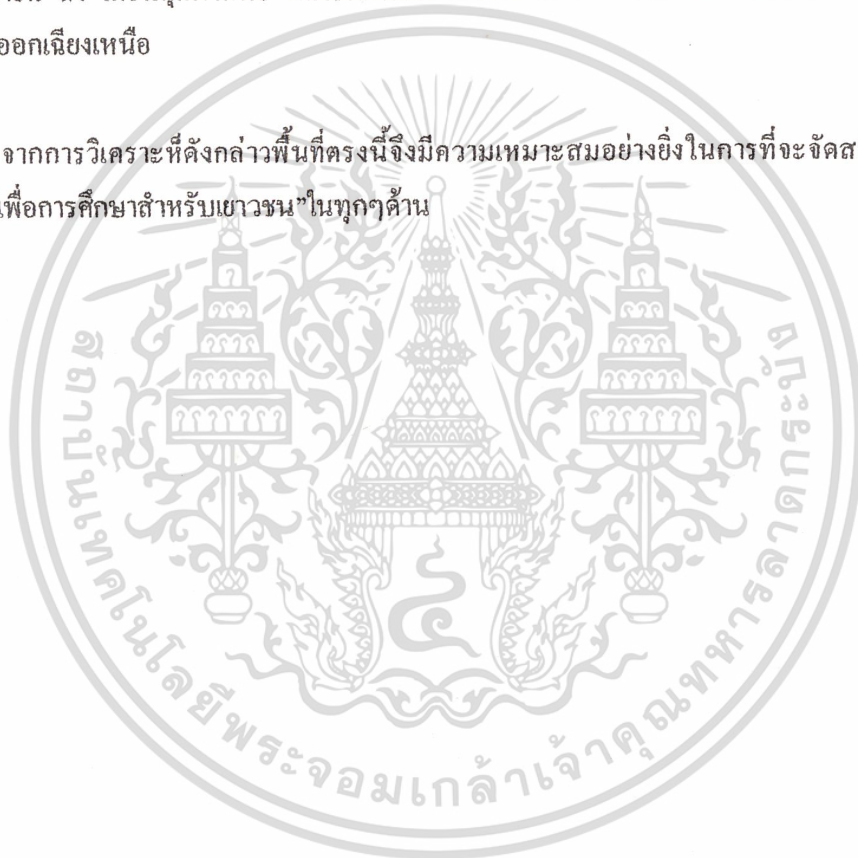 ออกเฉียงเหนือ
จากการวิเคราะห์ดังกล่าวพื้นที่ตรงนี้จึงมีความเหมาะสมอย่างยิ่งในการที่จะจัดส
เพื่อการศึกษาสำหรับเยาวชน”ในทุกๆด้าน
สถาบันเทคโนโลยีพระจอมเกล้าเจ้าคุณทหารลาดกระบัง
๔